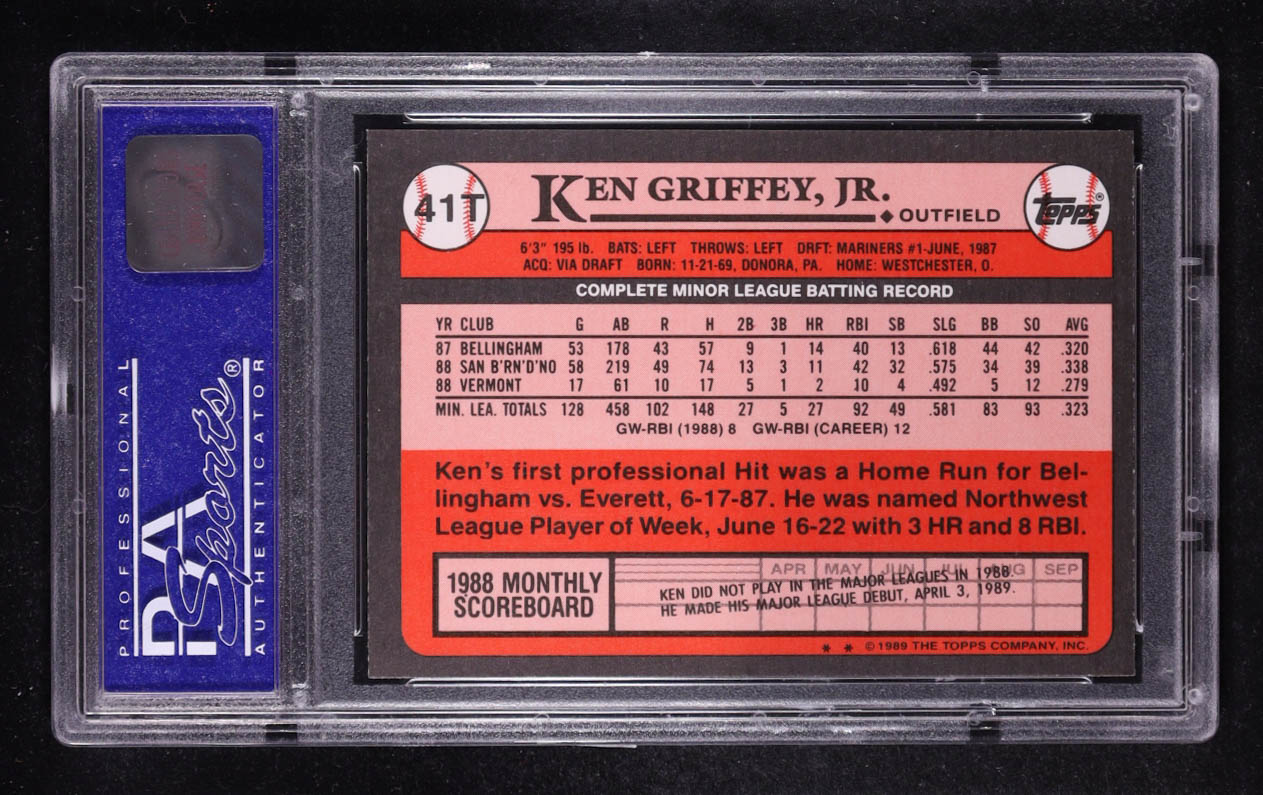 PROFESSIONAL
PSA
Sports®
AUTHENTICATOR
41T
KEN GRIFFEY, JR.
◆ OUTFIELD
TOPPS®
6'3" 195 lb. BATS: LEFT THROWS: LEFT DRFT: MARINERS #1-JUNE, 1987
ACQ: VIA DRAFT BORN: 11-21-69, DONORA, PA. HOME: WESTCHESTER, O.
COMPLETE MINOR LEAGUE BATTING RECORD
YR CLUB G AB R H 2B 3B HR RBI SB SLG BB SO AVG
87 BELLINGHAM 53 178 43 57 9 1 14 40 13 .618 44 42 .320
88 SAN B'RN'D'NO 58 219 49 74 13 3 11 42 32 .575 34 39 .338
88 VERMONT 17 61 10 17 5 1 2 10 4 .492 5 12 .279
MIN. LEA. TOTALS 128 458 102 148 27 5 27 92 49 .581 83 93 .323
GW-RBI (1988) 8 GW-RBI (CAREER) 12
Ken's first professional Hit was a Home Run for Bel-
lingham vs. Everett, 6-17-87. He was named Northwest
League Player of Week, June 16-22 with 3 HR and 8 RBI.
1988 MONTHLY
SCOREBOARD
APR MAY JUN JUL AUG SEP
KEN DID NOT PLAY IN THE MAJOR LEAGUES IN 1988.
HE MADE HIS MAJOR LEAGUE DEBUT, APRIL 3, 1989.
* * © 1989 THE TOPPS COMPANY, INC.